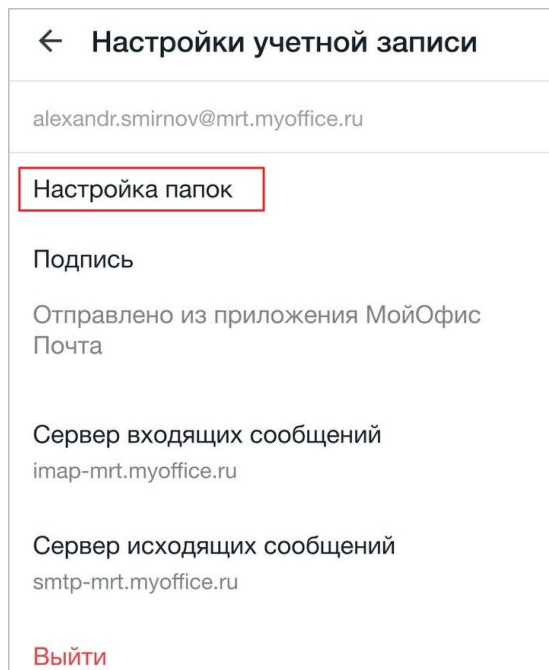 Настройки учетной записи
alexandr.smirnov@mrt.myoffice.ru
Настройка папок
Подпись
Отправлено из приложения МойОфис
Почта
Сервер входящих сообщений
imap-mrt.myoffice.ru
Сервер исходящих сообщений
smtp-mrt.myoffice.ru
Выйти